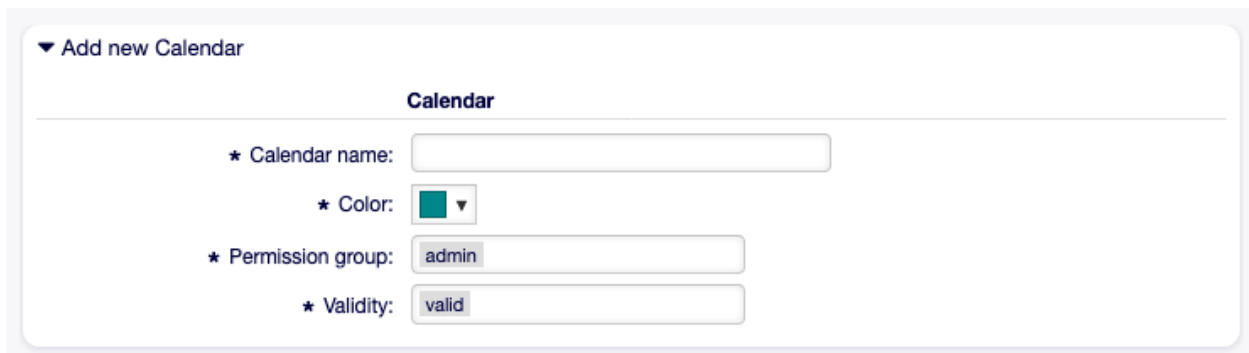 Add new Calendar
Calendar
* Calendar name:
* Color:
* Permission group: admin
* Validity: valid